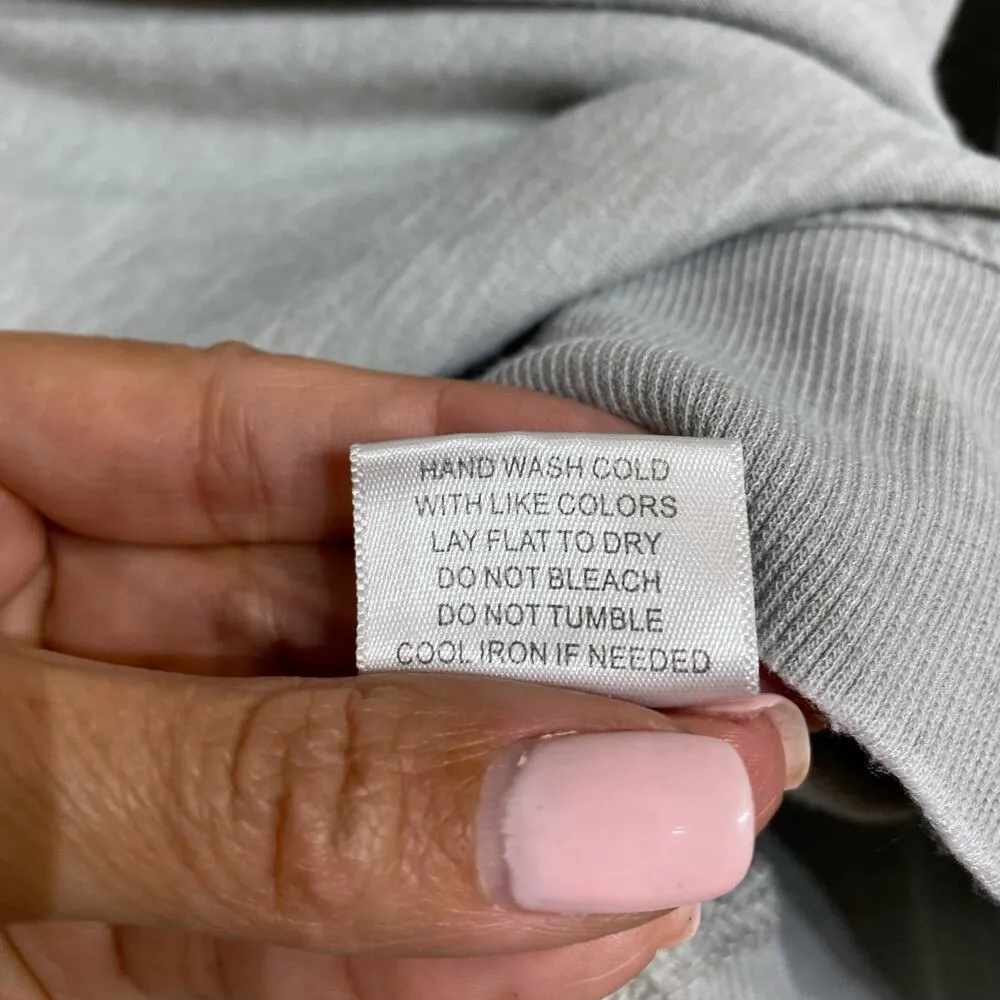 HAND WASH COLD
WITH LIKE COLORS
LAY FLAT TO DRY
DO NOT BLEACH
DO NOT TUMBLE
COOL IRON IF NEEDED